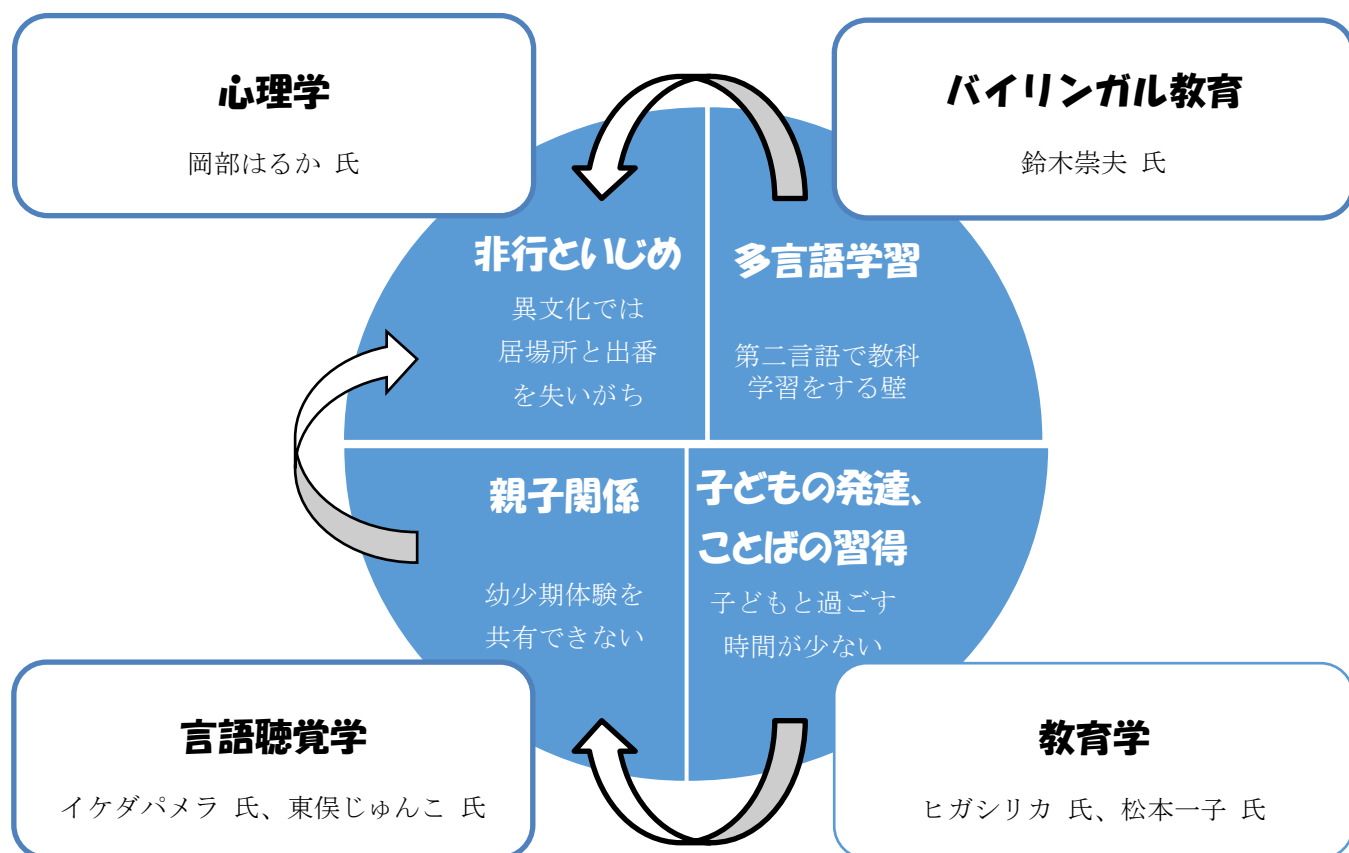 心理学
岡部はるか 氏
バイリンガル教育
鈴木崇夫 氏
非行といじめ
異文化では
居場所と出番
を失いがち
多言語学習
第二言語で教科
学習をする壁
親子関係
幼少期体験を
共有できない
子どもの発達、
ことばの習得
子どもと過ごす
時間が少ない
言語聴覚学
イケダパメラ 氏、東俣じゅんこ 氏
教育学
ヒガシリカ 氏、松本一子 氏